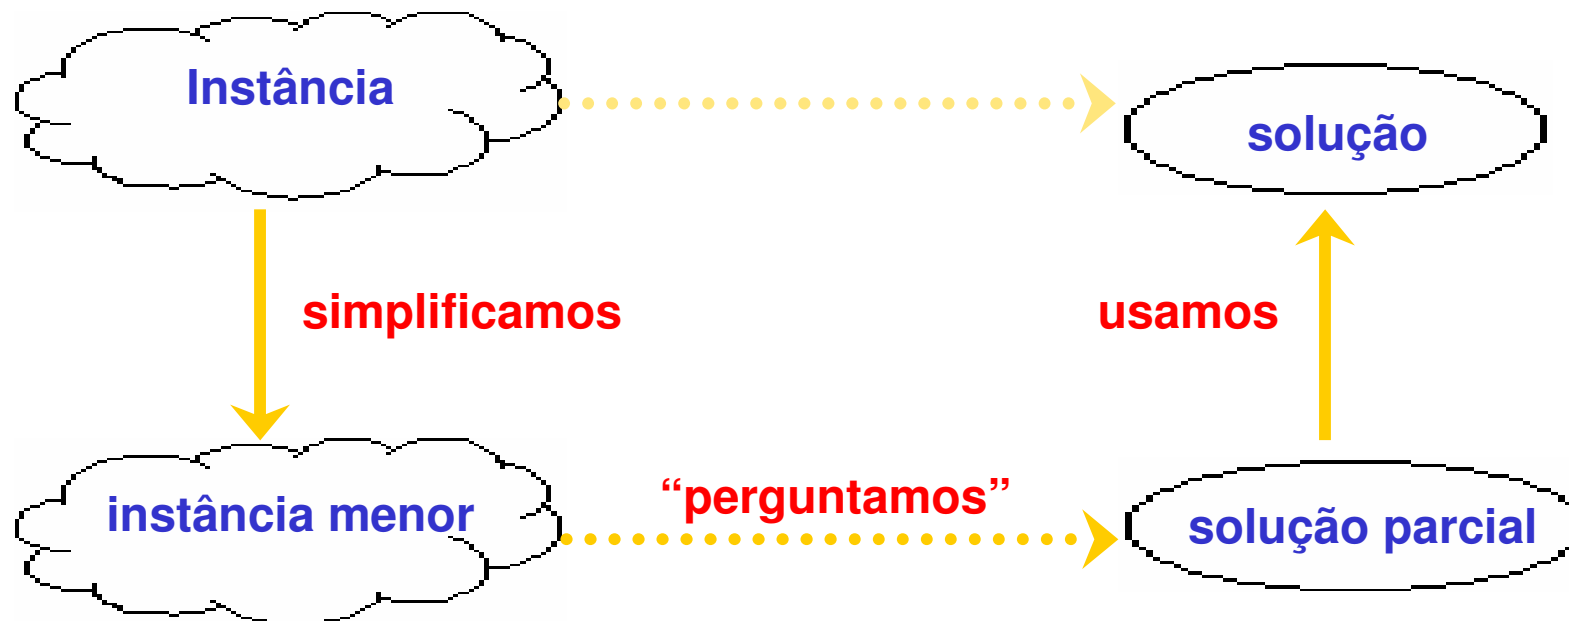 Instância
solução
simplificamos
usamos
“perguntamos”
instância menor
solução parcial